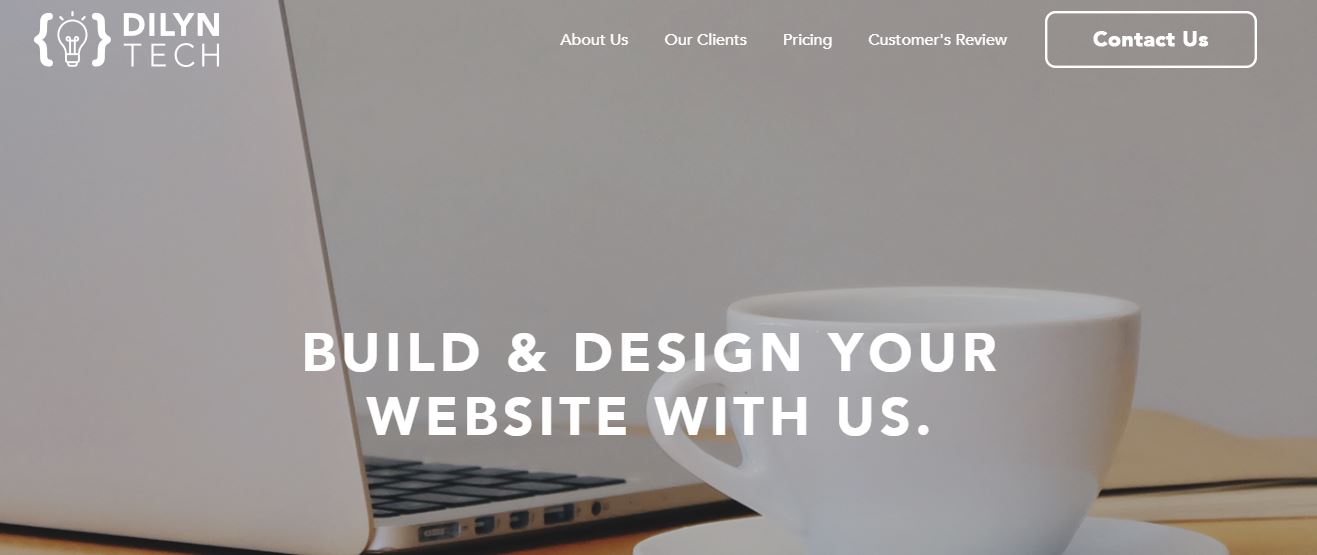 DILYN
TECH
About Us
Our Clients
Pricing
Customer's Review
Contact Us
BUILD & DESIGN YOUR
WEBSITE WITH US.